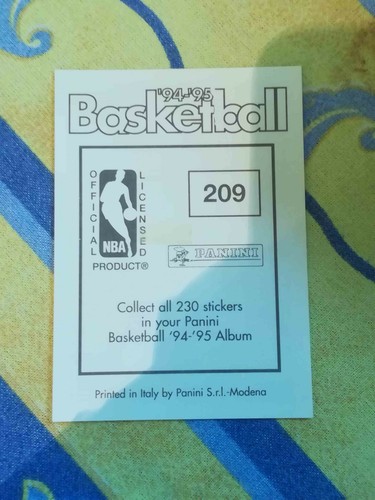 '94-'95
Basketball
OFFICIAL
LICENSED
NBA
PRODUCT®
209
PANINI
Collect all 230 stickers
in your Panini
Basketball '94-'95 Album
Printed in Italy by Panini S.r.l.-Modena